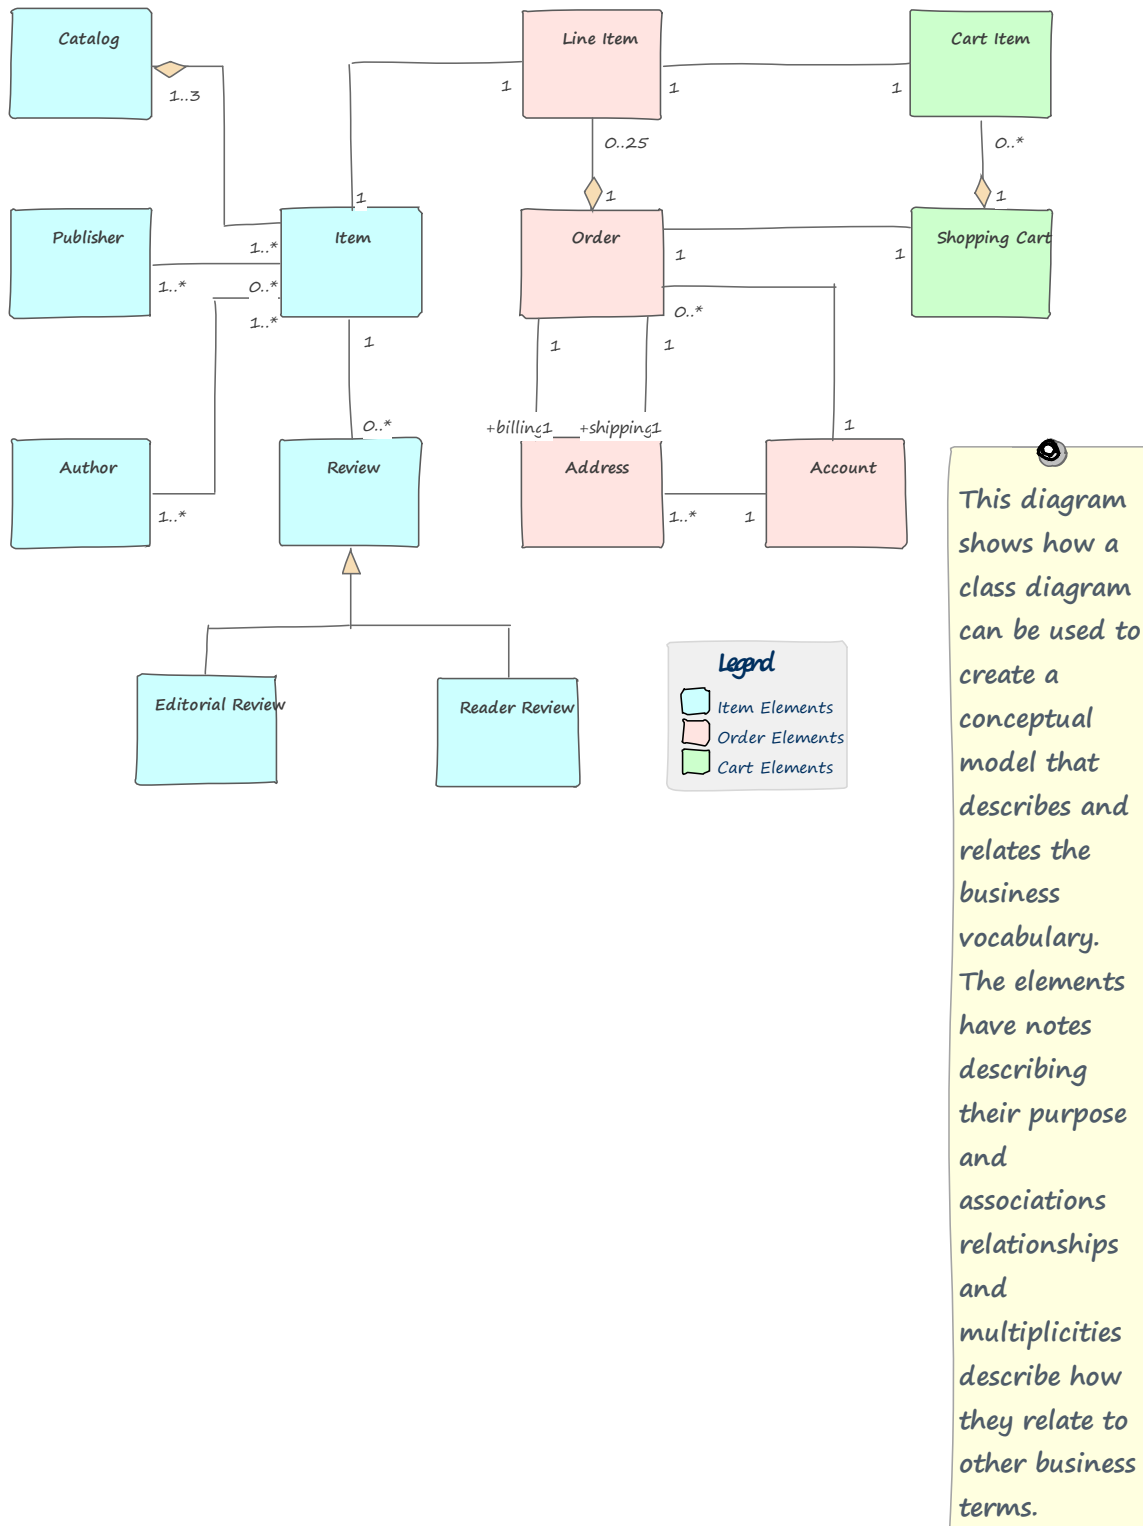 Catalog
Line Item
Cart Item
1..3
1
1
1
0..25
0..*
1
1
1
Publisher
Item
Order
Shopping Cart
1..*
1
1
1..*
0..*
1..*
0..*
1
1
1
+billing 1
+shipping 1
0..*
1
Author
Review
Address
Account
1..*
1..*
1
Editorial Review
Reader Review
Legend
Item Elements
Order Elements
Cart Elements
This diagram
shows how a
class diagram
can be used to
create a
conceptual
model that
describes and
relates the
business
vocabulary.
The elements
have notes
describing
their purpose
and
associations
relationships
and
multiplicities
describe how
they relate to
other business
terms.